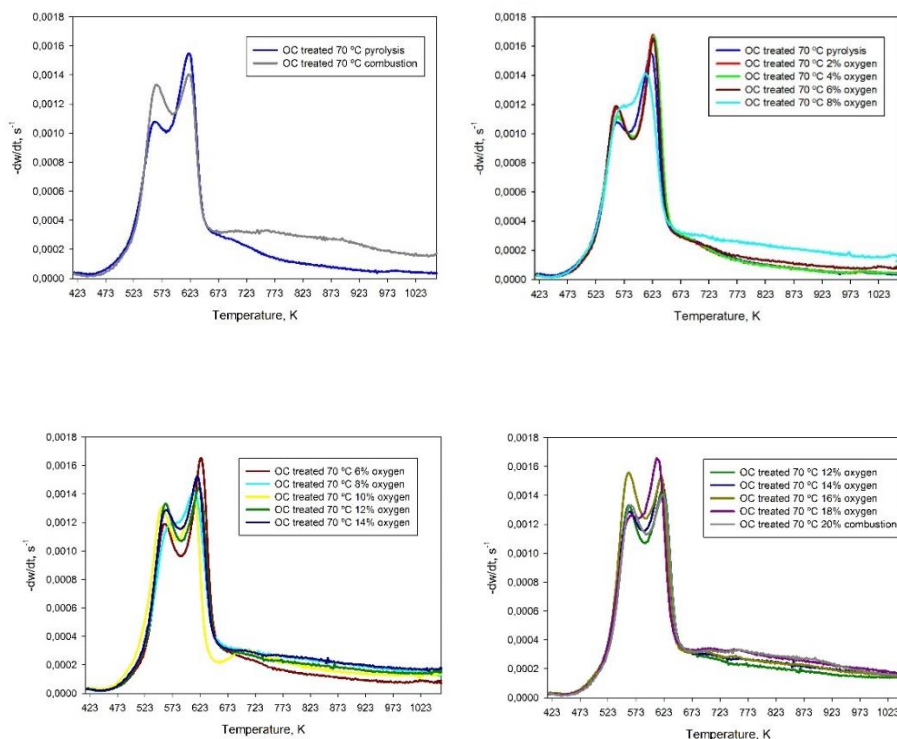 0,0018
0,0016
0,0014
0,0012
0,0010
0,0008
0,0006
0,0004
0,0002
0,0000
-dw/dt, s-1
OC treated 70 ºC pyrolysis
OC treated 70 ºC combustion
423 473 523 573 623 673 723 773 823 873 923 973 1023
Temperature, K
0,0018
0,0016
0,0014
0,0012
0,0010
0,0008
0,0006
0,0004
0,0002
0,0000
-dw/dt, s-1
OC treated 70 ºC pyrolysis
OC treated 70 ºC 2% oxygen
OC treated 70 ºC 4% oxygen
OC treated 70 ºC 6% oxygen
OC treated 70 ºC 8% oxygen
423 473 523 573 623 673 723 773 823 873 923 973 1023
Temperature, K
0,0018
0,0016
0,0014
0,0012
0,0010
0,0008
0,0006
0,0004
0,0002
0,0000
-dw/dt, s-1
OC treated 70 ºC 6% oxygen
OC treated 70 ºC 8% oxygen
OC treated 70 ºC 10% oxygen
OC treated 70 ºC 12% oxygen
OC treated 70 ºC 14% oxygen
423 473 523 573 623 673 723 773 823 873 923 973 1023
Temperature, K
0,0018
0,0016
0,0014
0,0012
0,0010
0,0008
0,0006
0,0004
0,0002
0,0000
-dw/dt, s-1
OC treated 70 ºC 12% oxygen
OC treated 70 ºC 14% oxygen
OC treated 70 ºC 16% oxygen
OC treated 70 ºC 18% oxygen
OC treated 70 ºC 20% combustion
423 473 523 573 623 673 723 773 823 873 923 973 1023
Temperature, K